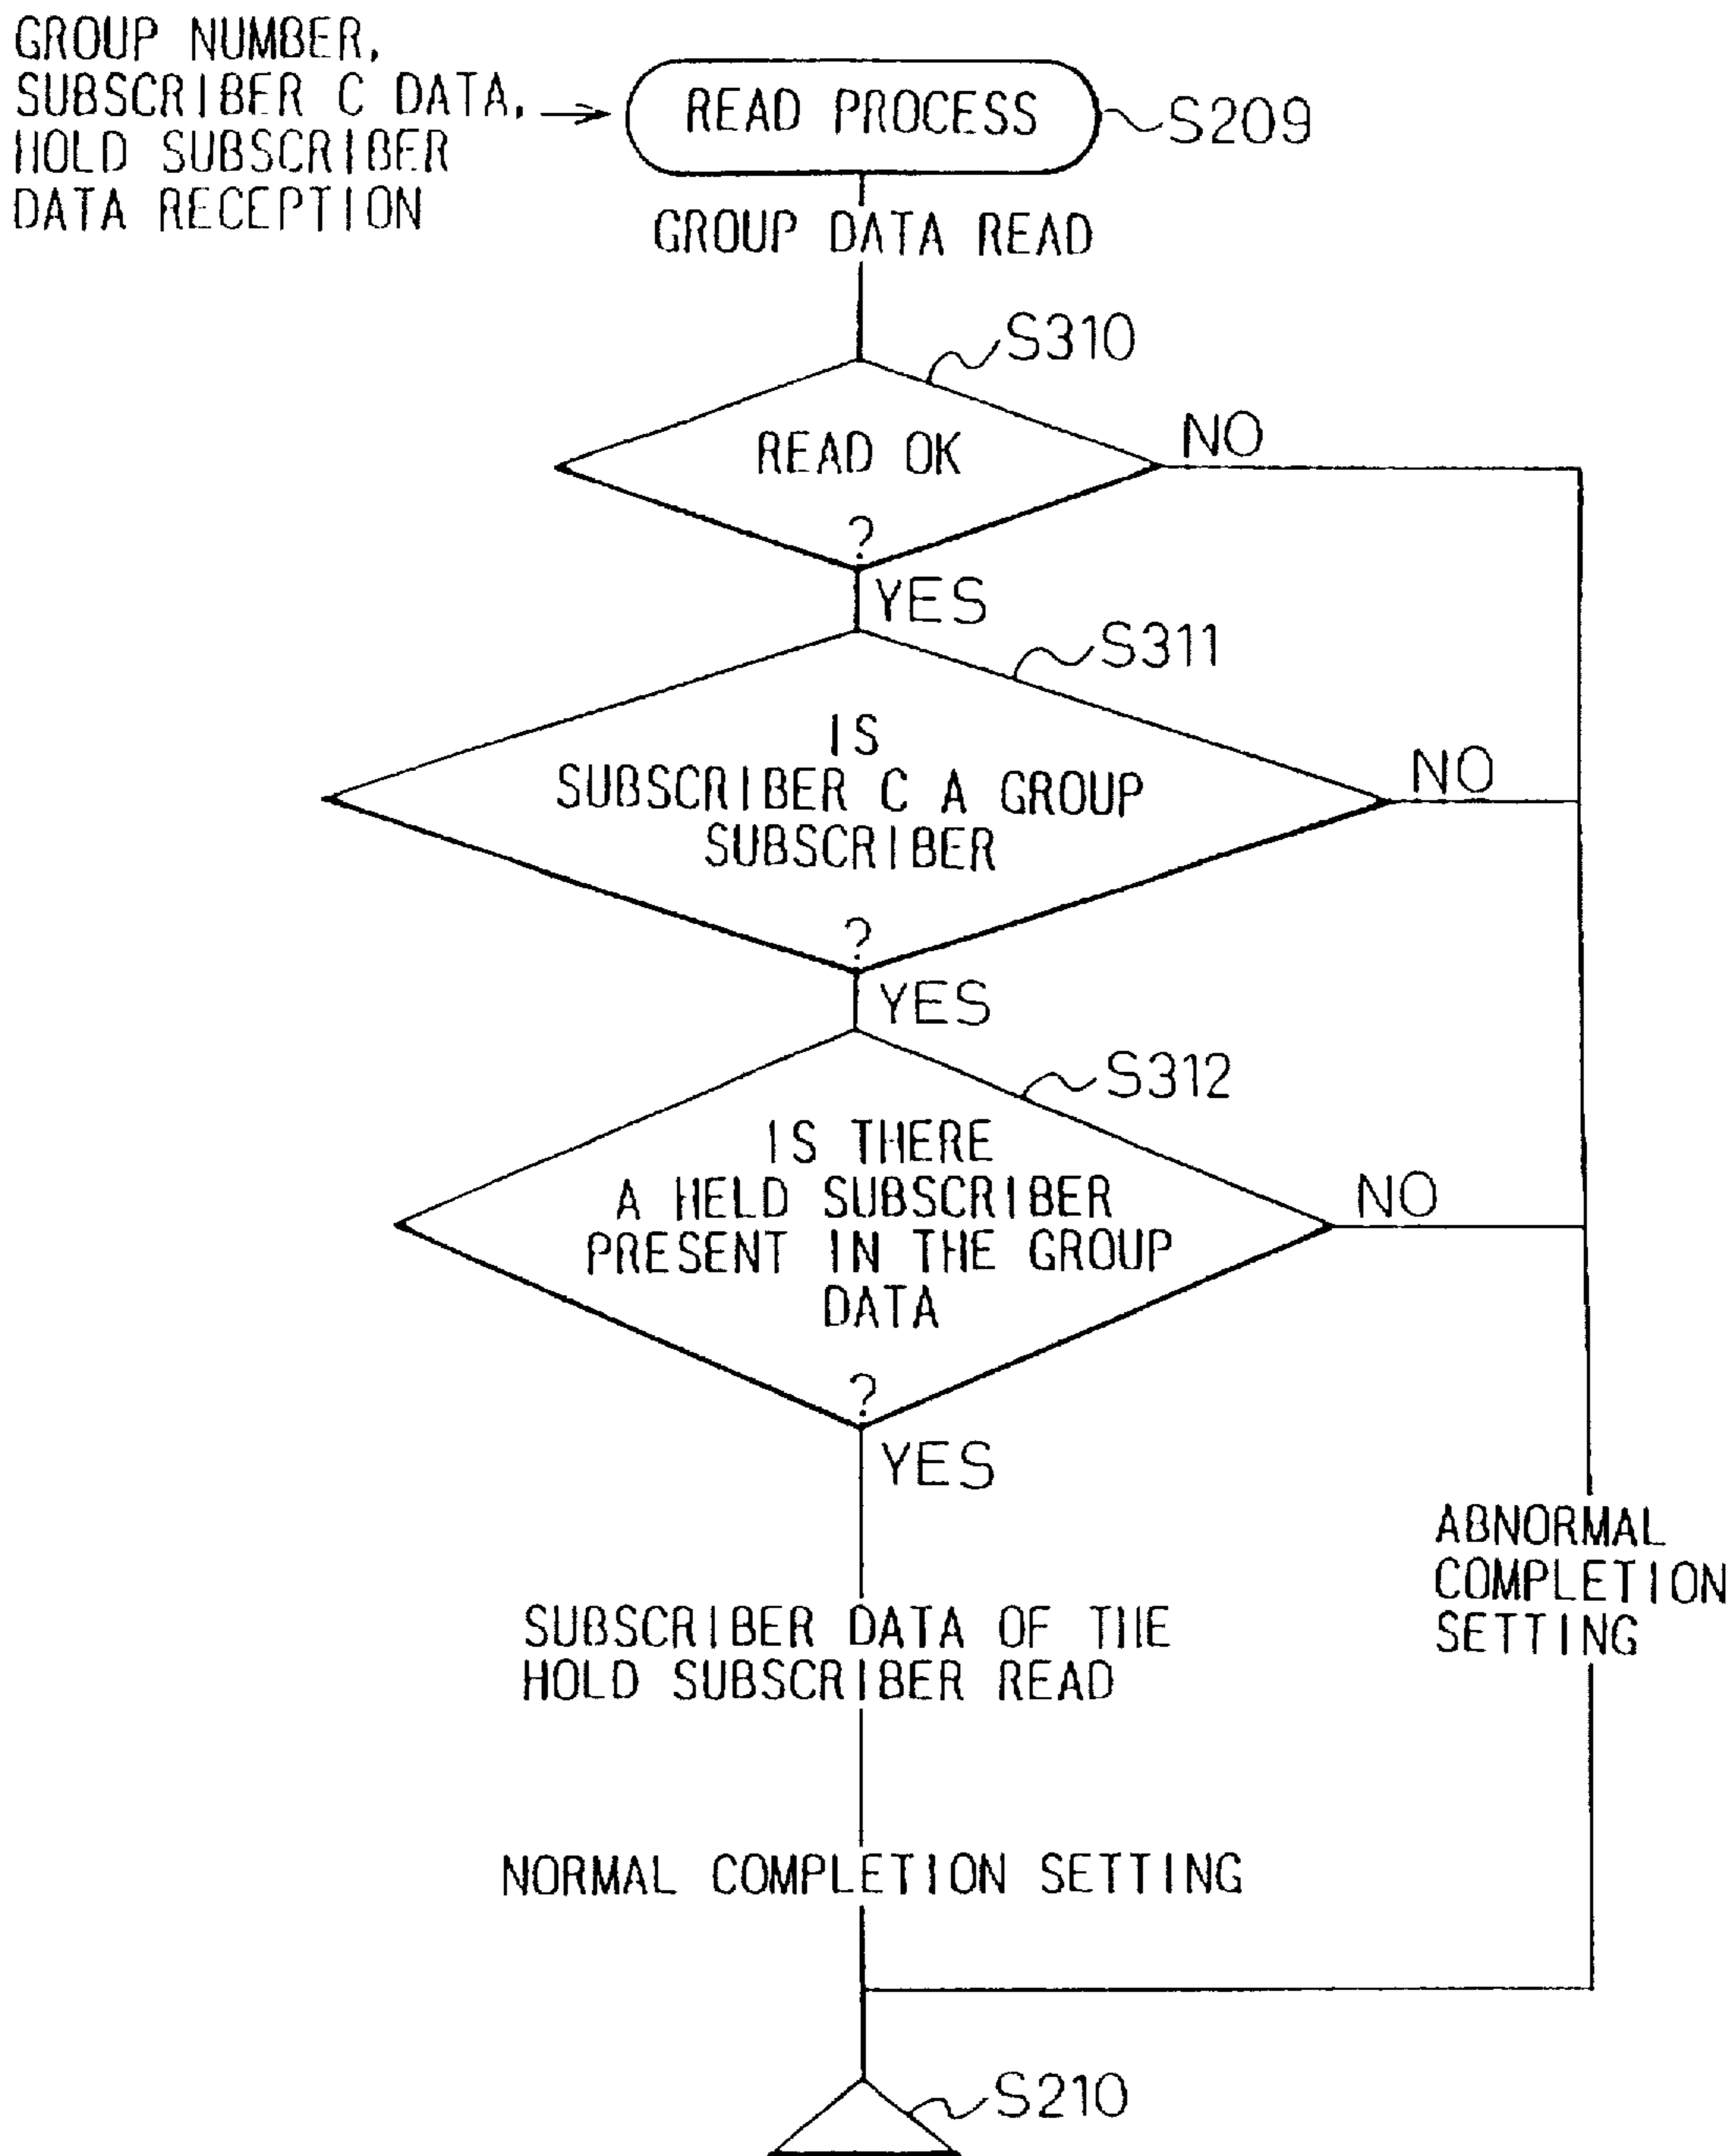 GROUP NUMBER,
SUBSCRIBER C DATA,
HOLD SUBSCRIBER
DATA RECEPTION
READ PROCESS
S209
GROUP DATA READ
S310
READ OK
?
NO
YES
S311
IS
SUBSCRIBER C A GROUP
SUBSCRIBER
?
NO
YES
S312
IS THERE
A HELD SUBSCRIBER
PRESENT IN THE GROUP
DATA
?
NO
YES
ABNORMAL
COMPLETION
SETTING
SUBSCRIBER DATA OF THE
HOLD SUBSCRIBER READ
NORMAL COMPLETION SETTING
S210